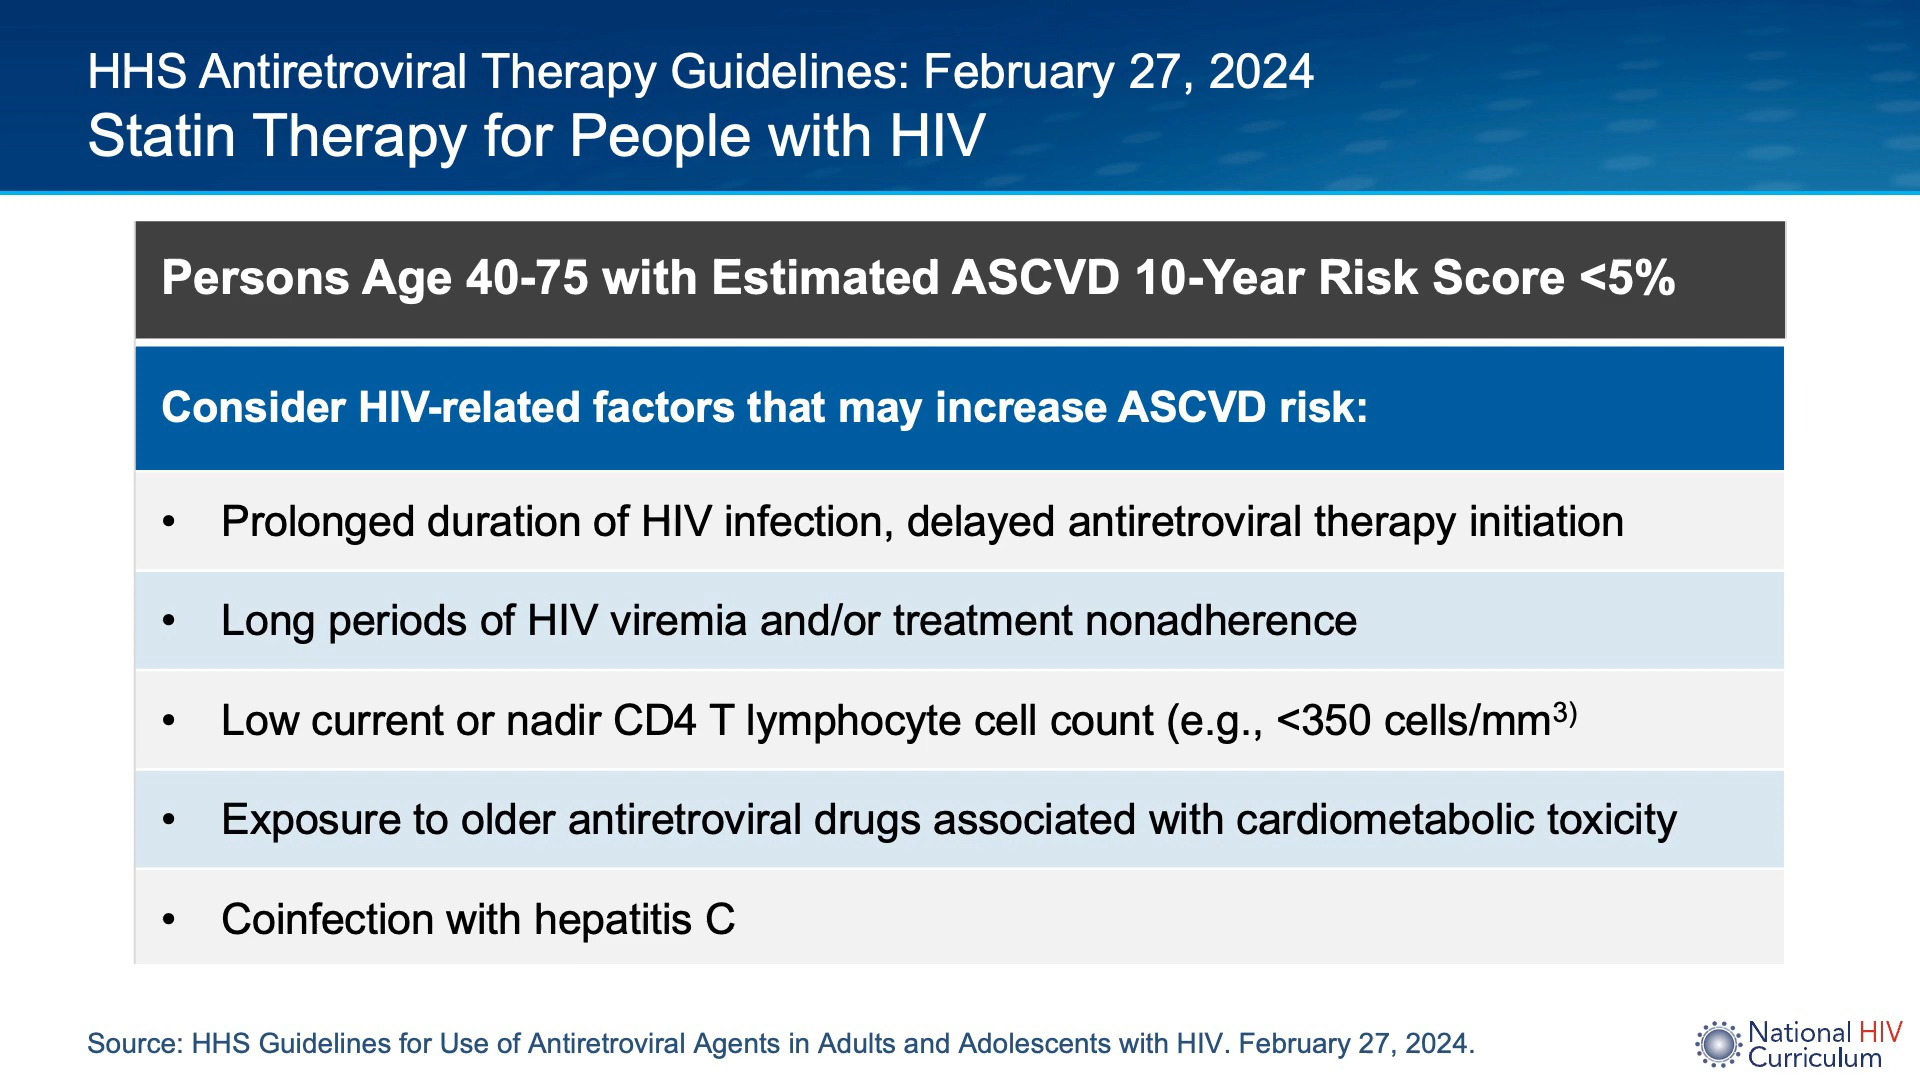 HHS Antiretroviral Therapy Guidelines: February 27, 2024
Statin Therapy for People with HIV
Persons Age 40-75 with Estimated ASCVD 10-Year Risk Score <5%
Consider HIV-related factors that may increase ASCVD risk:
• Prolonged duration of HIV infection, delayed antiretroviral therapy initiation
• Long periods of HIV viremia and/or treatment nonadherence
• Low current or nadir CD4 T lymphocyte cell count (e.g., <350 cells/mm³⁾
• Exposure to older antiretroviral drugs associated with cardiometabolic toxicity
• Coinfection with hepatitis C
Source: HHS Guidelines for Use of Antiretroviral Agents in Adults and Adolescents with HIV. February 27, 2024.
National HIV
Curriculum